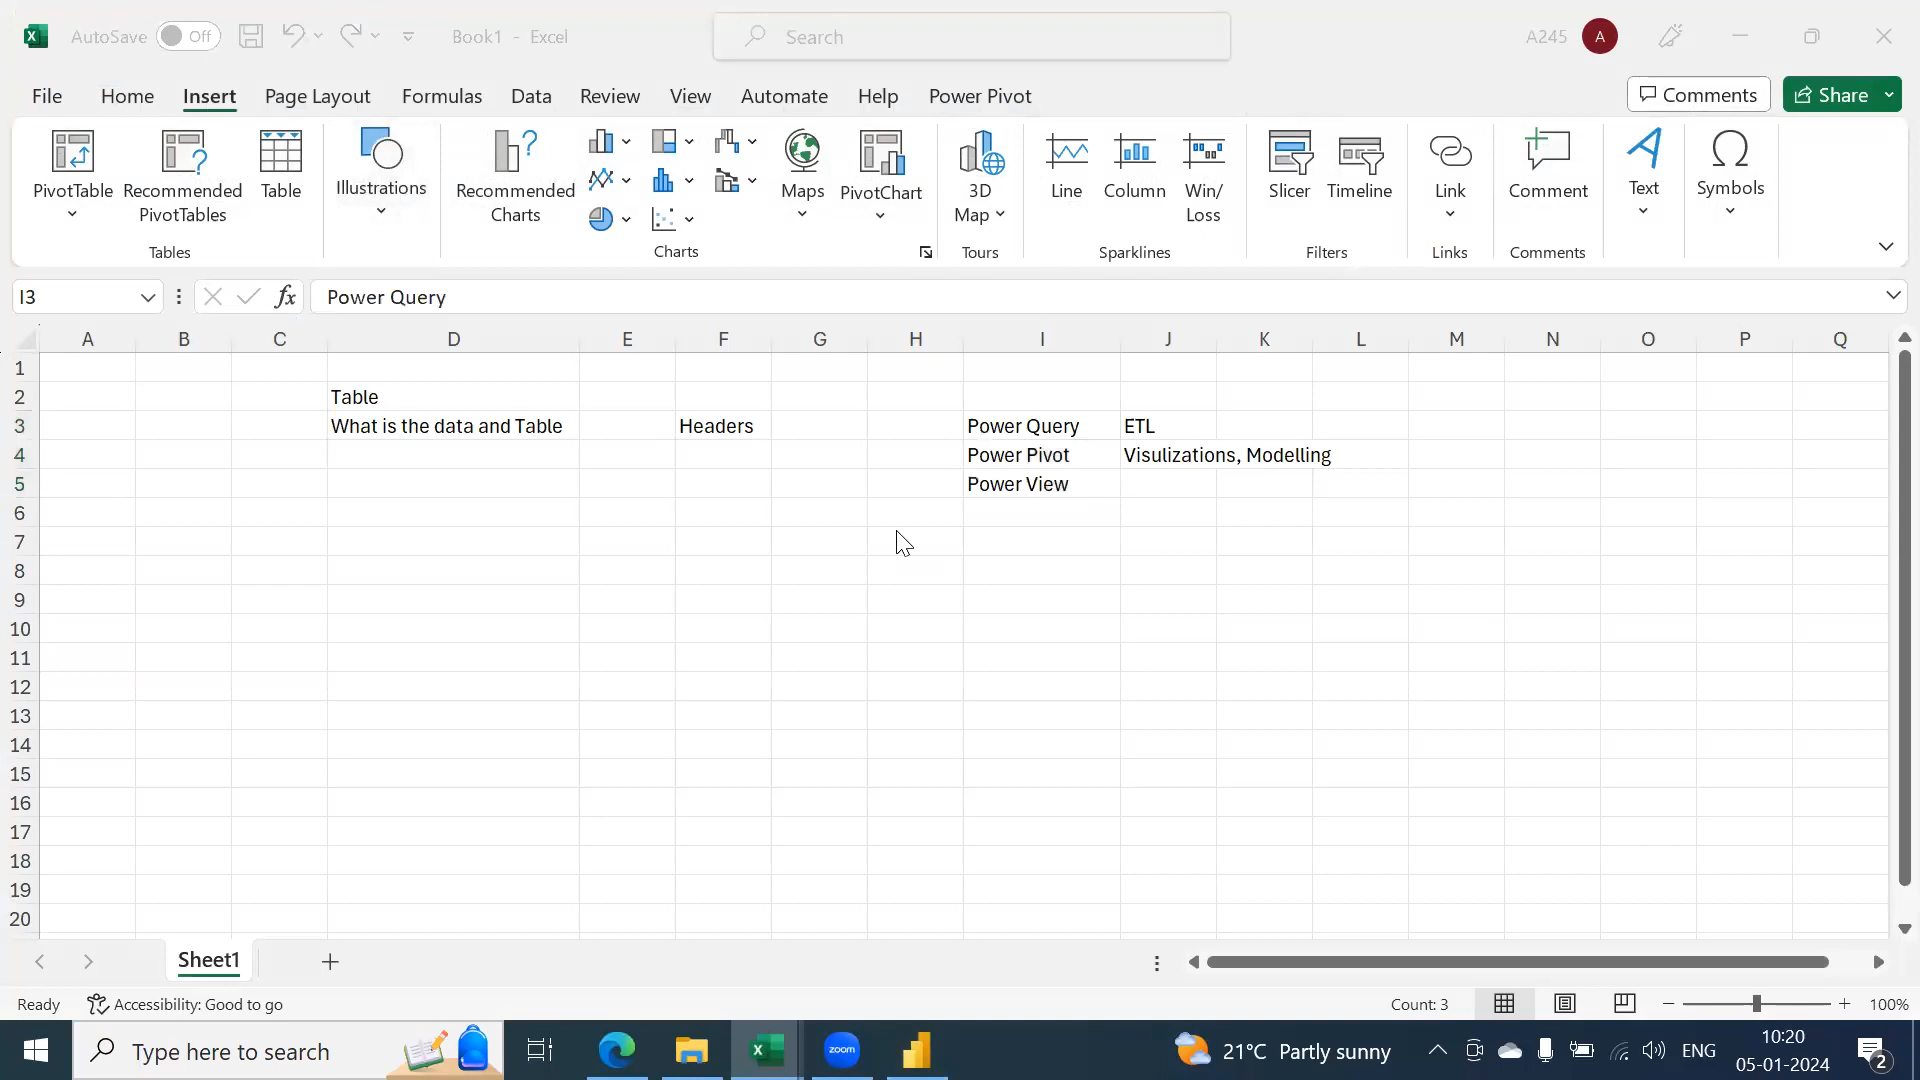 AutoSave Off Book1 - Excel Search A245 A
File Home Insert Page Layout Formulas Data Review View Automate Help Power Pivot Comments Share
PivotTable Recommended PivotTables Table Illustrations Recommended Charts Maps PivotChart 3D Map Line Column Win/Loss Slicer Timeline Link Comment Text Symbols
Tables Charts Tours Sparklines Filters Links Comments
I3 fx Power Query
A B C D E F G H I J K L M N O P Q
1
2 Table
3 What is the data and Table Headers Power Query ETL
4 Power Pivot Visulizations, Modelling
5 Power View
6
7
8
9
10
11
12
13
14
15
16
17
18
19
20
Sheet1
Ready Accessibility: Good to go Count: 3 100%
Type here to search zoom 21°C Partly sunny ENG 10:20
05-01-2024 2